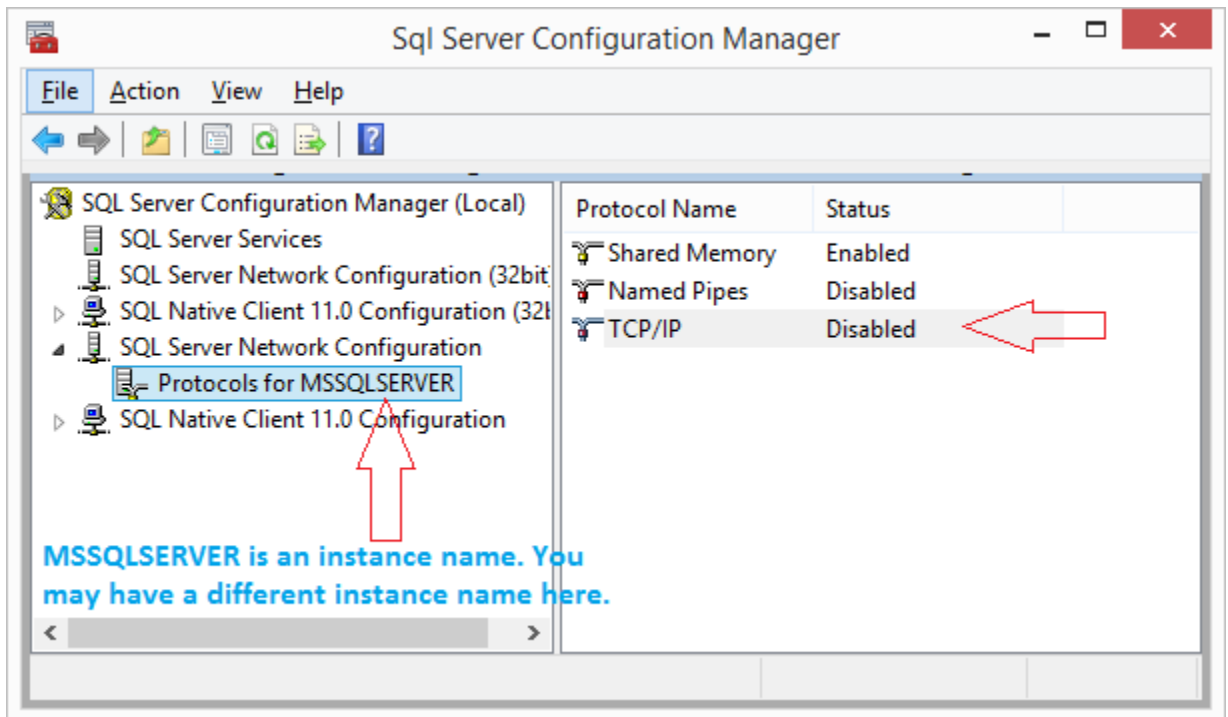 Sql Server Configuration Manager
File Action View Help
SQL Server Configuration Manager (Local)
SQL Server Services
SQL Server Network Configuration (32bit
SQL Native Client 11.0 Configuration (32
SQL Server Network Configuration
Protocols for MSSQLSERVER
SQL Native Client 11.0 Configuration
Protocol Name Status
Shared Memory Enabled
Named Pipes Disabled
TCP/IP Disabled
MSSQLSERVER is an instance name. You
may have a different instance name here.